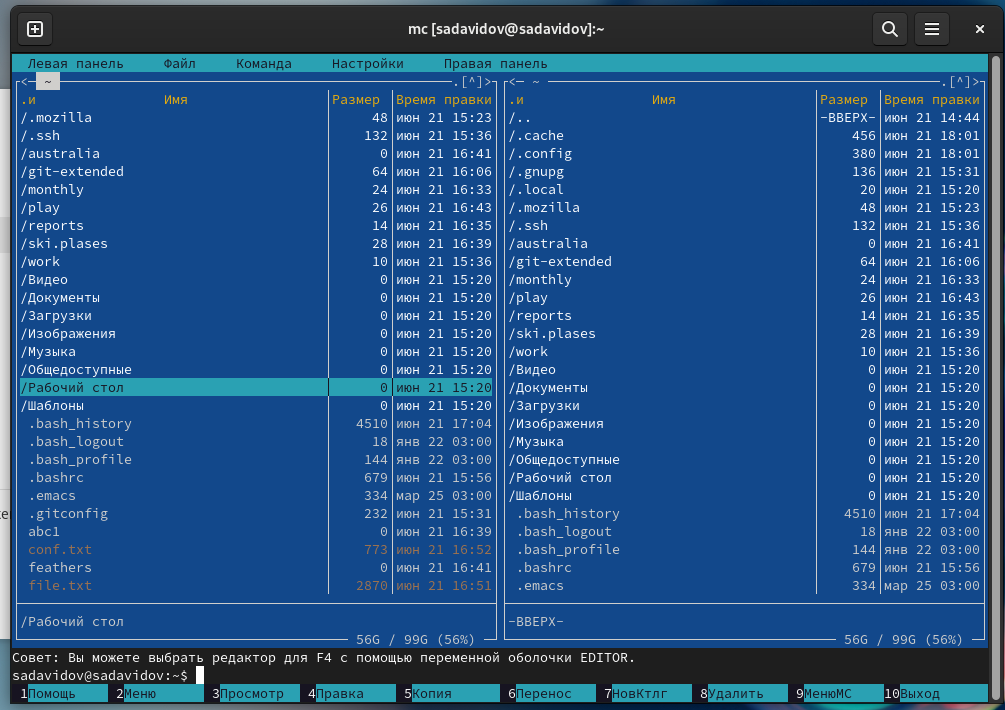 mc [sadavidov@sadavidov]:~
Левая панель Файл Команда Настройки Правая панель
<─ ~ ─.[^]> <─ ~ ─.[^]>
.и Имя Размер Время правки .и Имя Размер Время правки
/.mozilla 48 июн 21 15:23 /.. -ВВЕРХ- июн 21 14:44
/.ssh 132 июн 21 15:36 /.cache 456 июн 21 18:01
/australia 0 июн 21 16:41 /.config 380 июн 21 18:01
/git-extended 64 июн 21 16:06 /.gnupg 136 июн 21 15:31
/monthly 24 июн 21 16:33 /.local 20 июн 21 15:20
/play 26 июн 21 16:43 /.mozilla 48 июн 21 15:23
/reports 14 июн 21 16:35 /.ssh 132 июн 21 15:36
/ski.plases 28 июн 21 16:39 /australia 0 июн 21 16:41
/work 10 июн 21 15:36 /git-extended 64 июн 21 16:06
/Видео 0 июн 21 15:20 /monthly 24 июн 21 16:33
/Документы 0 июн 21 15:20 /play 26 июн 21 16:43
/Загрузки 0 июн 21 15:20 /reports 14 июн 21 16:35
/Изображения 0 июн 21 15:20 /ski.plases 28 июн 21 16:39
/Музыка 0 июн 21 15:20 /work 10 июн 21 15:36
/Общедоступные 0 июн 21 15:20 /Видео 0 июн 21 15:20
/Рабочий стол 0 июн 21 15:20 /Документы 0 июн 21 15:20
/Шаблоны 0 июн 21 15:20 /Загрузки 0 июн 21 15:20
.bash_history 4510 июн 21 17:04 /Изображения 0 июн 21 15:20
.bash_logout 18 янв 22 03:00 /Музыка 0 июн 21 15:20
.bash_profile 144 янв 22 03:00 /Общедоступные 0 июн 21 15:20
.bashrc 679 июн 21 15:56 /Рабочий стол 0 июн 21 15:20
.emacs 334 мар 25 03:00 /Шаблоны 0 июн 21 15:20
.gitconfig 232 июн 21 15:31 .bash_history 4510 июн 21 17:04
abc1 0 июн 21 16:39 .bash_logout 18 янв 22 03:00
conf.txt 773 июн 21 16:52 .bash_profile 144 янв 22 03:00
feathers 0 июн 21 16:41 .bashrc 679 июн 21 15:56
file.txt 2870 июн 21 16:51 .emacs 334 мар 25 03:00
/Рабочий стол -ВВЕРХ-
56G / 99G (56%) 56G / 99G (56%)
Совет: Вы можете выбрать редактор для F4 с помощью переменной оболочки EDITOR.
sadavidov@sadavidov:~$
1Помощь 2Меню 3Просмотр 4Правка 5Копия 6Перенос 7НовКтлг 8Удалить 9МенюМС 10Выход